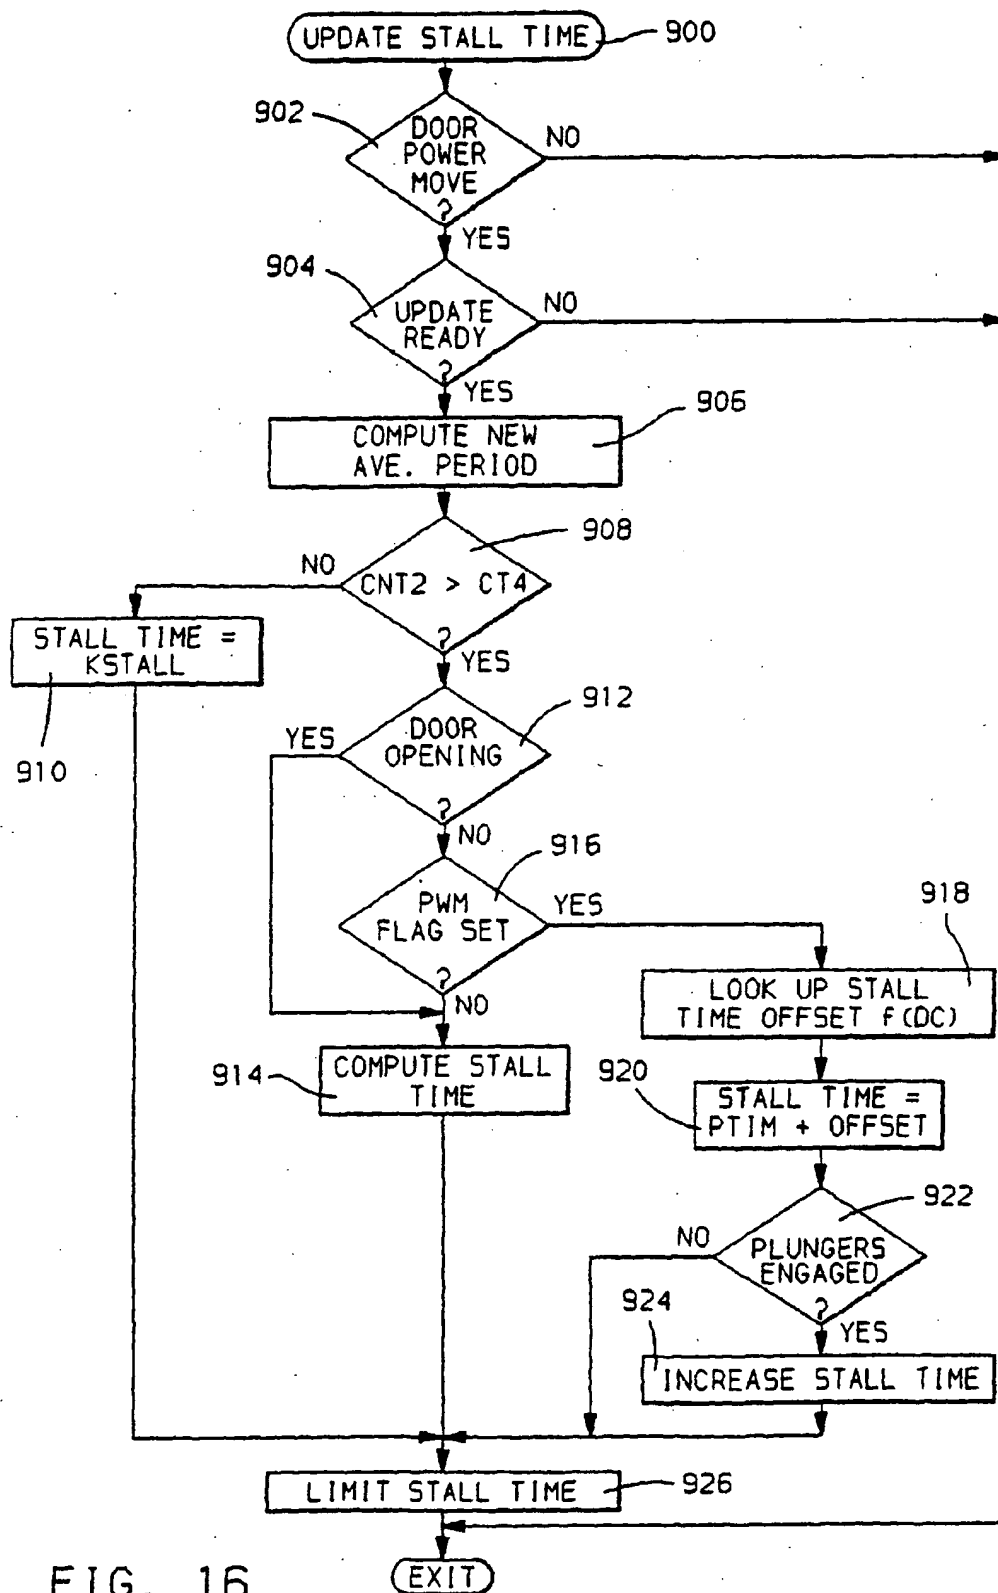 UPDATE STALL TIME
900
902
DOOR
POWER
MOVE
?
NO
YES
904
UPDATE
READY
?
NO
YES
906
COMPUTE NEW
AVE. PERIOD
908
NO
CNT2 > CT4
?
YES
STALL TIME =
KSTALL
910
912
YES
DOOR
OPENING
?
NO
916
PWM
FLAG SET
?
YES
NO
918
LOOK UP STALL
TIME OFFSET f(DC)
914
COMPUTE STALL
TIME
920
STALL TIME =
PTIM + OFFSET
922
NO
PLUNGERS
ENGAGED
?
YES
924
INCREASE STALL TIME
LIMIT STALL TIME
926
EXIT
FIG. 16